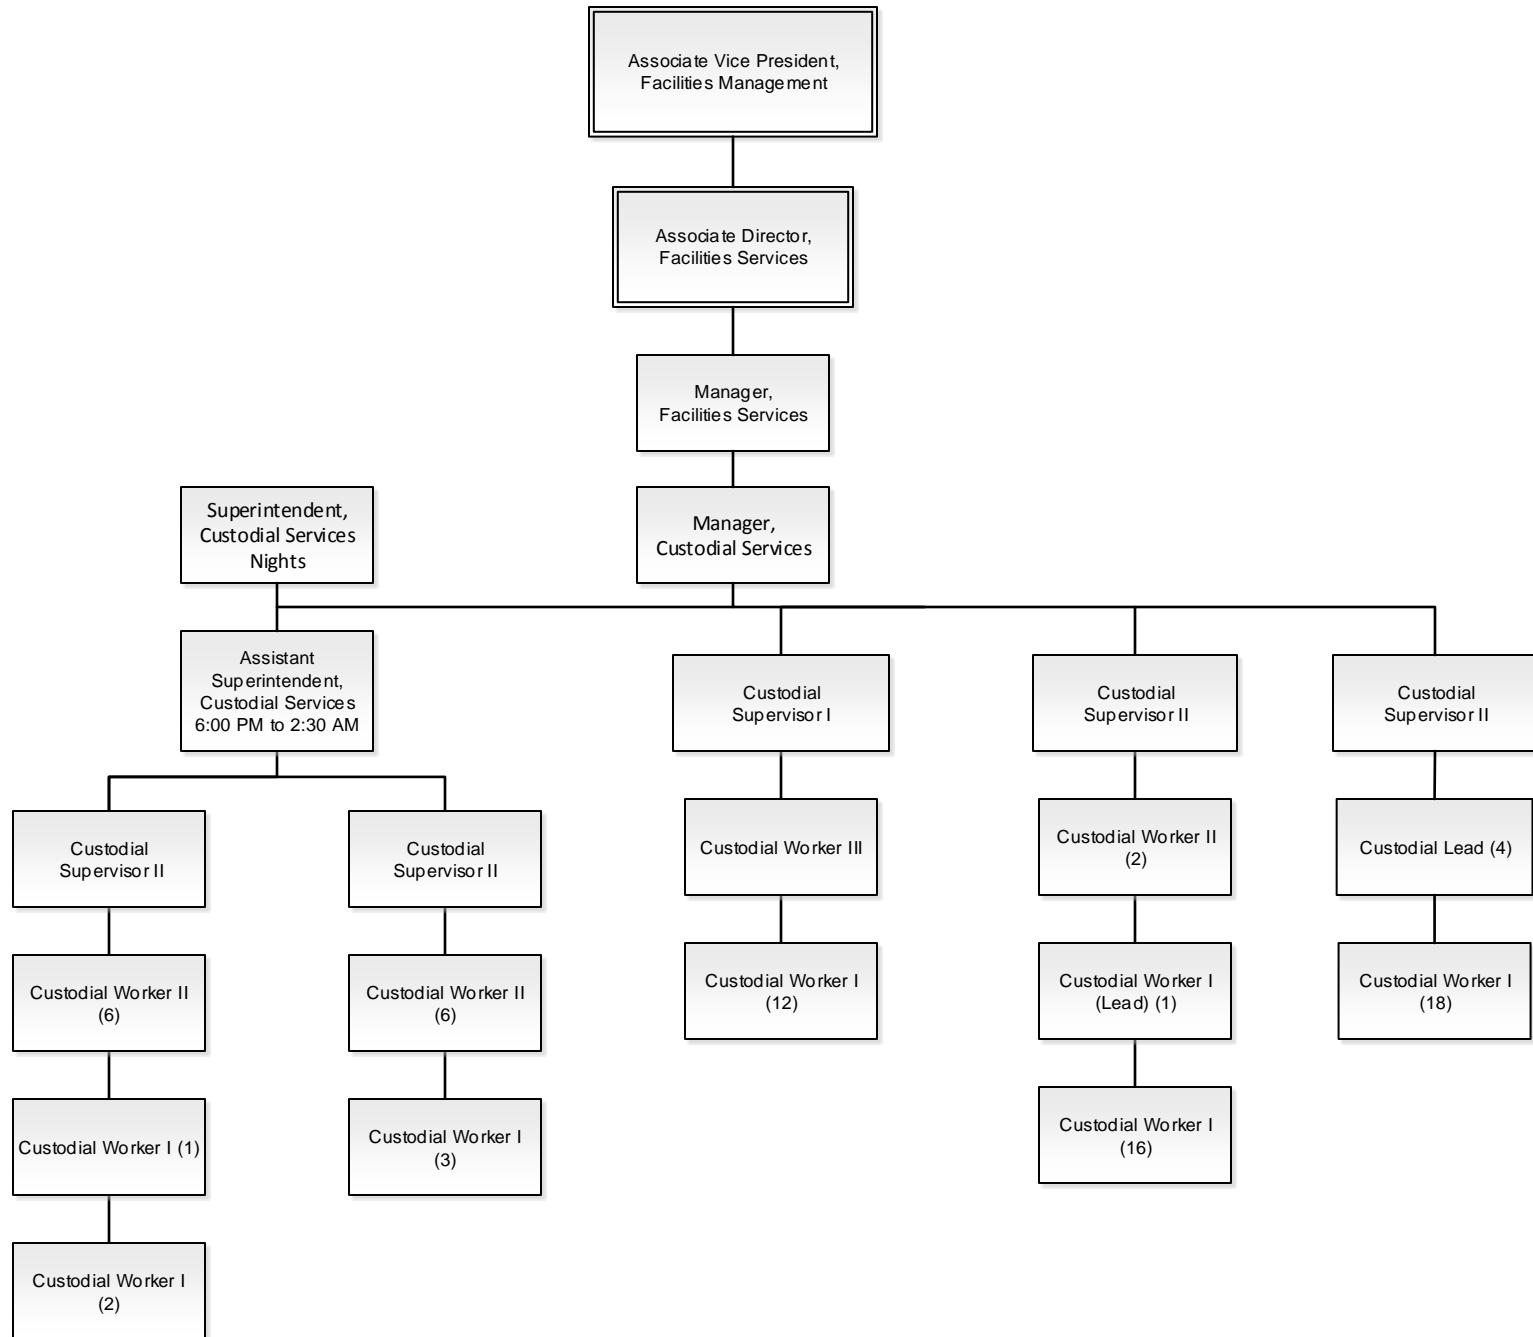 Associate Vice President,
Facilities Management
Associate Director,
Facilities Services
Manager,
Facilities Services
Superintendent,
Custodial Services
Nights
Manager,
Custodial Services
Assistant
Superintendent,
Custodial Services
6:00 PM to 2:30 AM
Custodial
Supervisor I
Custodial
Supervisor II
Custodial
Supervisor II
Custodial
Supervisor II
Custodial
Supervisor II
Custodial Worker III
Custodial Worker II
(2)
Custodial Lead (4)
Custodial Worker II
(6)
Custodial Worker II
(6)
Custodial Worker I
(12)
Custodial Worker I
(Lead) (1)
Custodial Worker I
(18)
Custodial Worker I (1)
Custodial Worker I
(3)
Custodial Worker I
(16)
Custodial Worker I
(2)